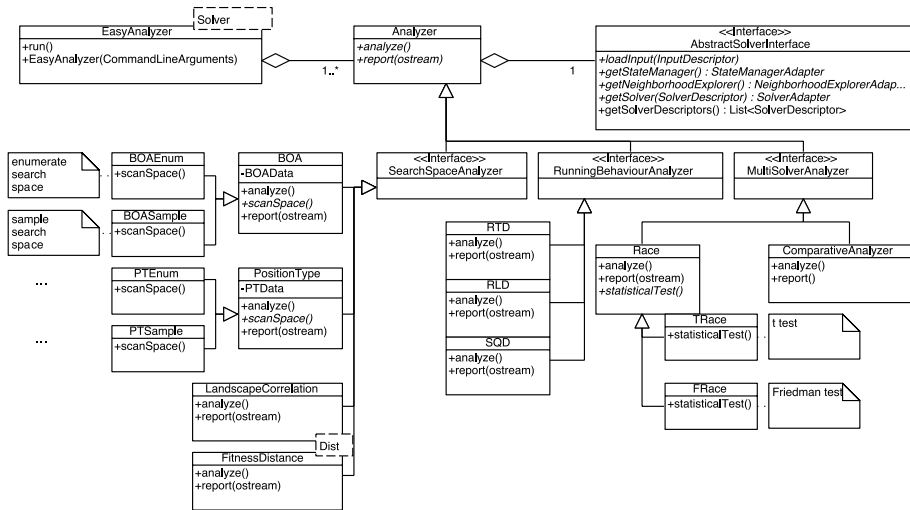 Solver
EasyAnalyzer
+run()
+EasyAnalyzer(CommandLineArguments)
1..*
Analyzer
+analyze()
+report(ostream)
1
<<Interface>>
AbstractSolverInterface
+loadInput(InputDescriptor)
+getStateManager() : StateManagerAdapter
+getNeighborhoodExplorer() : NeighborhoodExplorerAdap...
+getSolver(SolverDescriptor) : SolverAdapter
+getSolverDescriptors() : List<SolverDescriptor>
<<Interface>>
SearchSpaceAnalyzer
<<Interface>>
RunningBehaviourAnalyzer
<<Interface>>
MultiSolverAnalyzer
enumerate
search
space
BOAEnum
+scanSpace()
BOA
-BOAData
+analyze()
+scanSpace()
+report(ostream)
sample
search
space
BOASample
+scanSpace()
...
PTEnum
+scanSpace()
PositionType
-PTData
+analyze()
+scanSpace()
+report(ostream)
...
PTSample
+scanSpace()
LandscapeCorrelation
+analyze()
+report(ostream)
Dist
FitnessDistance
+analyze()
+report(ostream)
RTD
+analyze()
+report(ostream)
RLD
+analyze()
+report(ostream)
SQD
+analyze()
+report(ostream)
Race
+analyze()
+report(ostream)
+statisticalTest()
ComparativeAnalyzer
+analyze()
+report()
TRace
+statisticalTest()
t test
FRace
+statisticalTest()
Friedman test